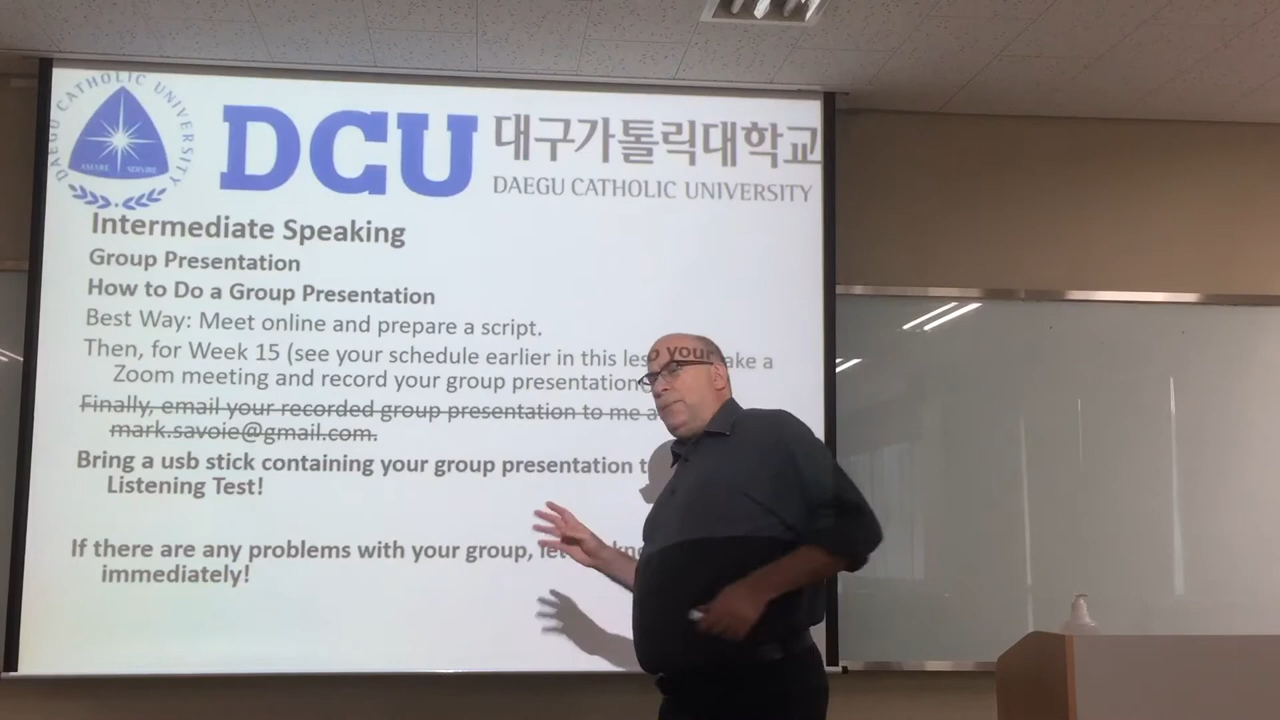 DAEGU CATHOLIC UNIVERSITY
AMARE SERVIRE
DCU 대구가톨릭대학교
DAEGU CATHOLIC UNIVERSITY
Intermediate Speaking
Group Presentation
How to Do a Group Presentation
Best Way: Meet online and prepare a script.
Then, for Week 15 (see your schedule earlier in this
Zoom meeting and record your group presentation
Finally, email your recorded group presentation to me
mark.savoie@gmail.com.
Bring a usb stick containing your group presentation
your
Listening Test!
If there are any problems with your group,
immediately!